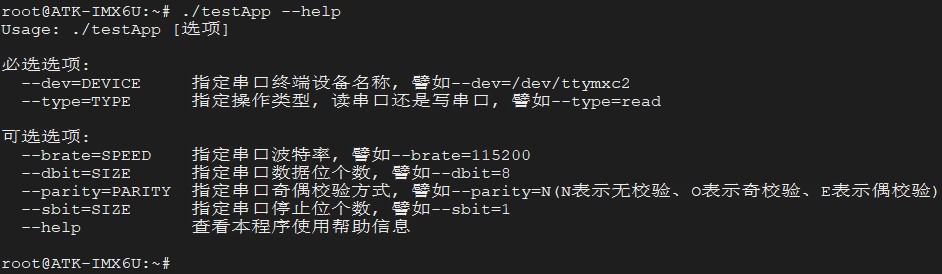 root@ATK-IMX6U:~# ./testApp --help
Usage: ./testApp [选项]
必选选项:
--dev=DEVICE 指定串口终端设备名称, 譬如--dev=/dev/ttymxc2
--type=TYPE 指定操作类型, 读串口还是写串口, 譬如--type=read
可选选项:
--brate=SPEED 指定串口波特率, 譬如--brate=115200
--dbit=SIZE 指定串口数据位个数, 譬如--dbit=8
--parity=PARITY 指定串口奇偶校验方式, 譬如--parity=N(N表示无校验、O表示奇校验、E表示偶校验)
--sbit=SIZE 指定串口停止位个数, 譬如--sbit=1
--help 查看本程序使用帮助信息
root@ATK-IMX6U:~#